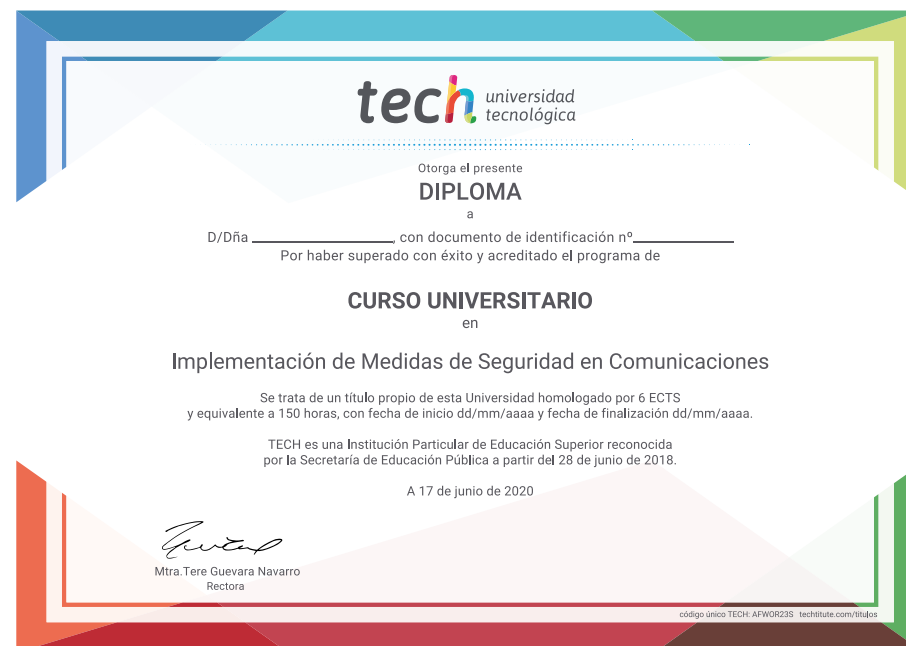 tech universidad
tecnológica
Otorga el presente
DIPLOMA
a
D/Dña ____________________, con documento de identificación nº______________
Por haber superado con éxito y acreditado el programa de
CURSO UNIVERSITARIO
en
Implementación de Medidas de Seguridad en Comunicaciones
Se trata de un título propio de esta Universidad homologado por 6 ECTS
y equivalente a 150 horas, con fecha de inicio dd/mm/aaaa y fecha de finalización dd/mm/aaaa.
TECH es una Institución Particular de Educación Superior reconocida
por la Secretaría de Educación Pública a partir del 28 de junio de 2018.
A 17 de junio de 2020
Mtra.Tere Guevara Navarro
Rectora
código único TECH: AFWOR23S techtitute.com/titulos